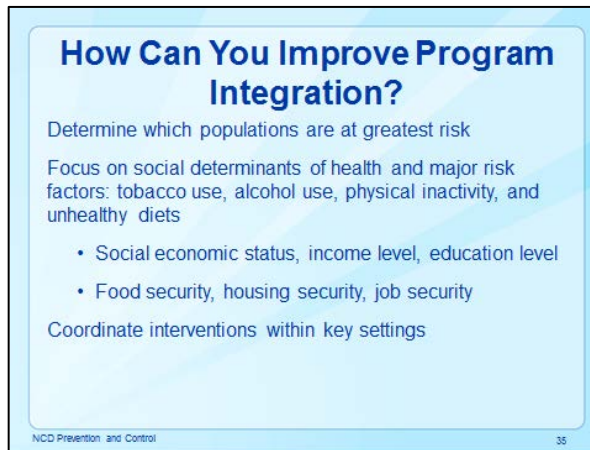 How Can You Improve Program
Integration?
Determine which populations are at greatest risk
Focus on social determinants of health and major risk
factors: tobacco use, alcohol use, physical inactivity, and
unhealthy diets
• Social economic status, income level, education level
• Food security, housing security, job security
Coordinate interventions within key settings
NCD Prevention and Control
35